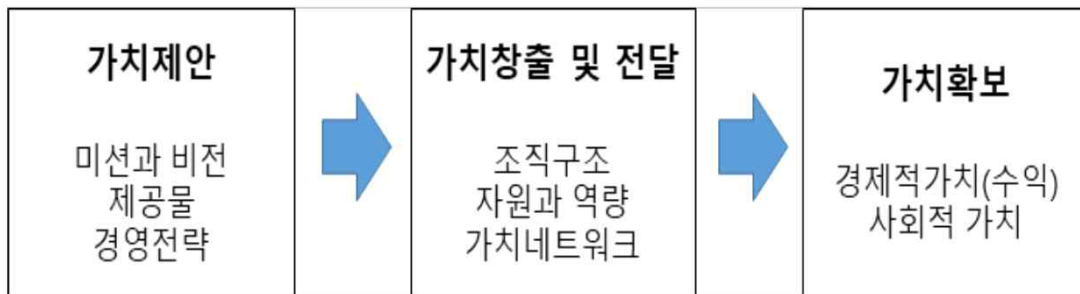 가치제안
미션과 비전
제공물
경영전략
가치창출 및 전달
조직구조
자원과 역량
가치네트워크
가치확보
경제적가치(수익)
사회적 가치